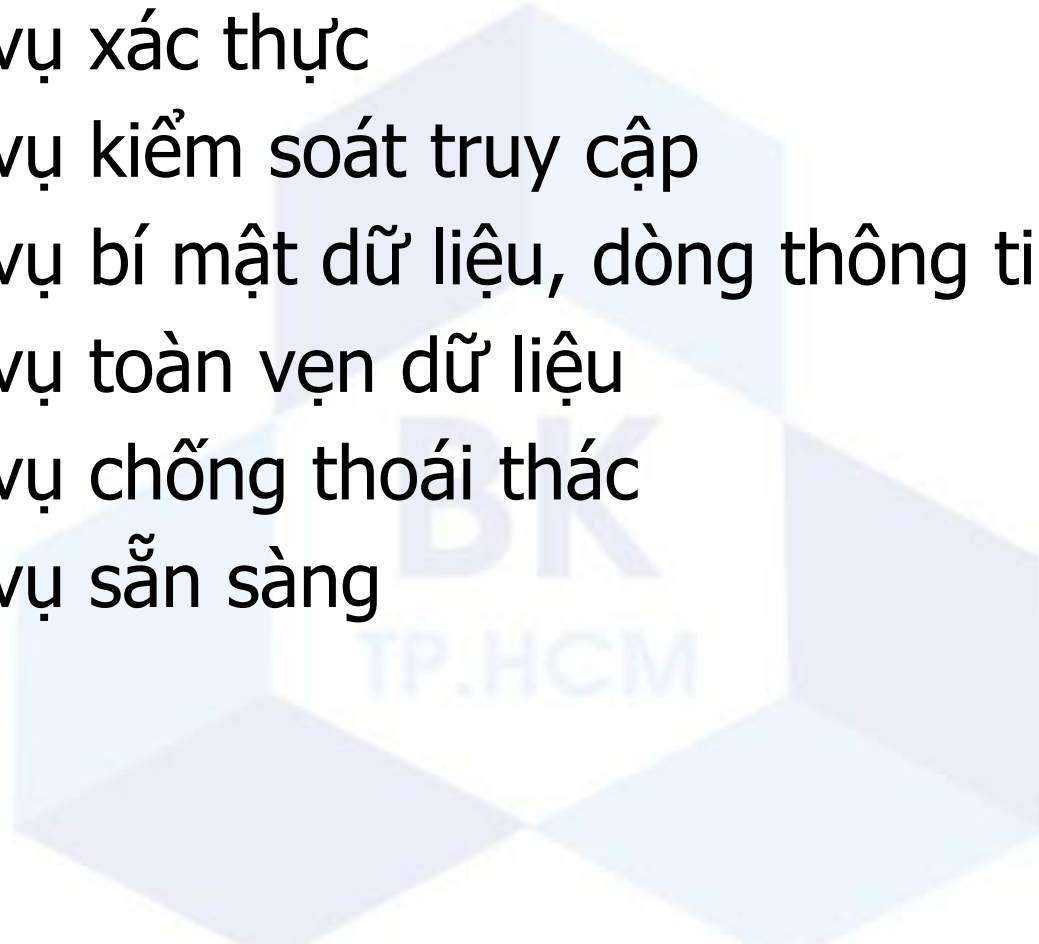 vụ xác thực
vụ kiểm soát truy cập
vụ bí mật dữ liệu, dòng thông ti
vụ toàn vẹn dữ liệu
vụ chống thoái thác
vụ sẵn sàng
BK
TP.HCM